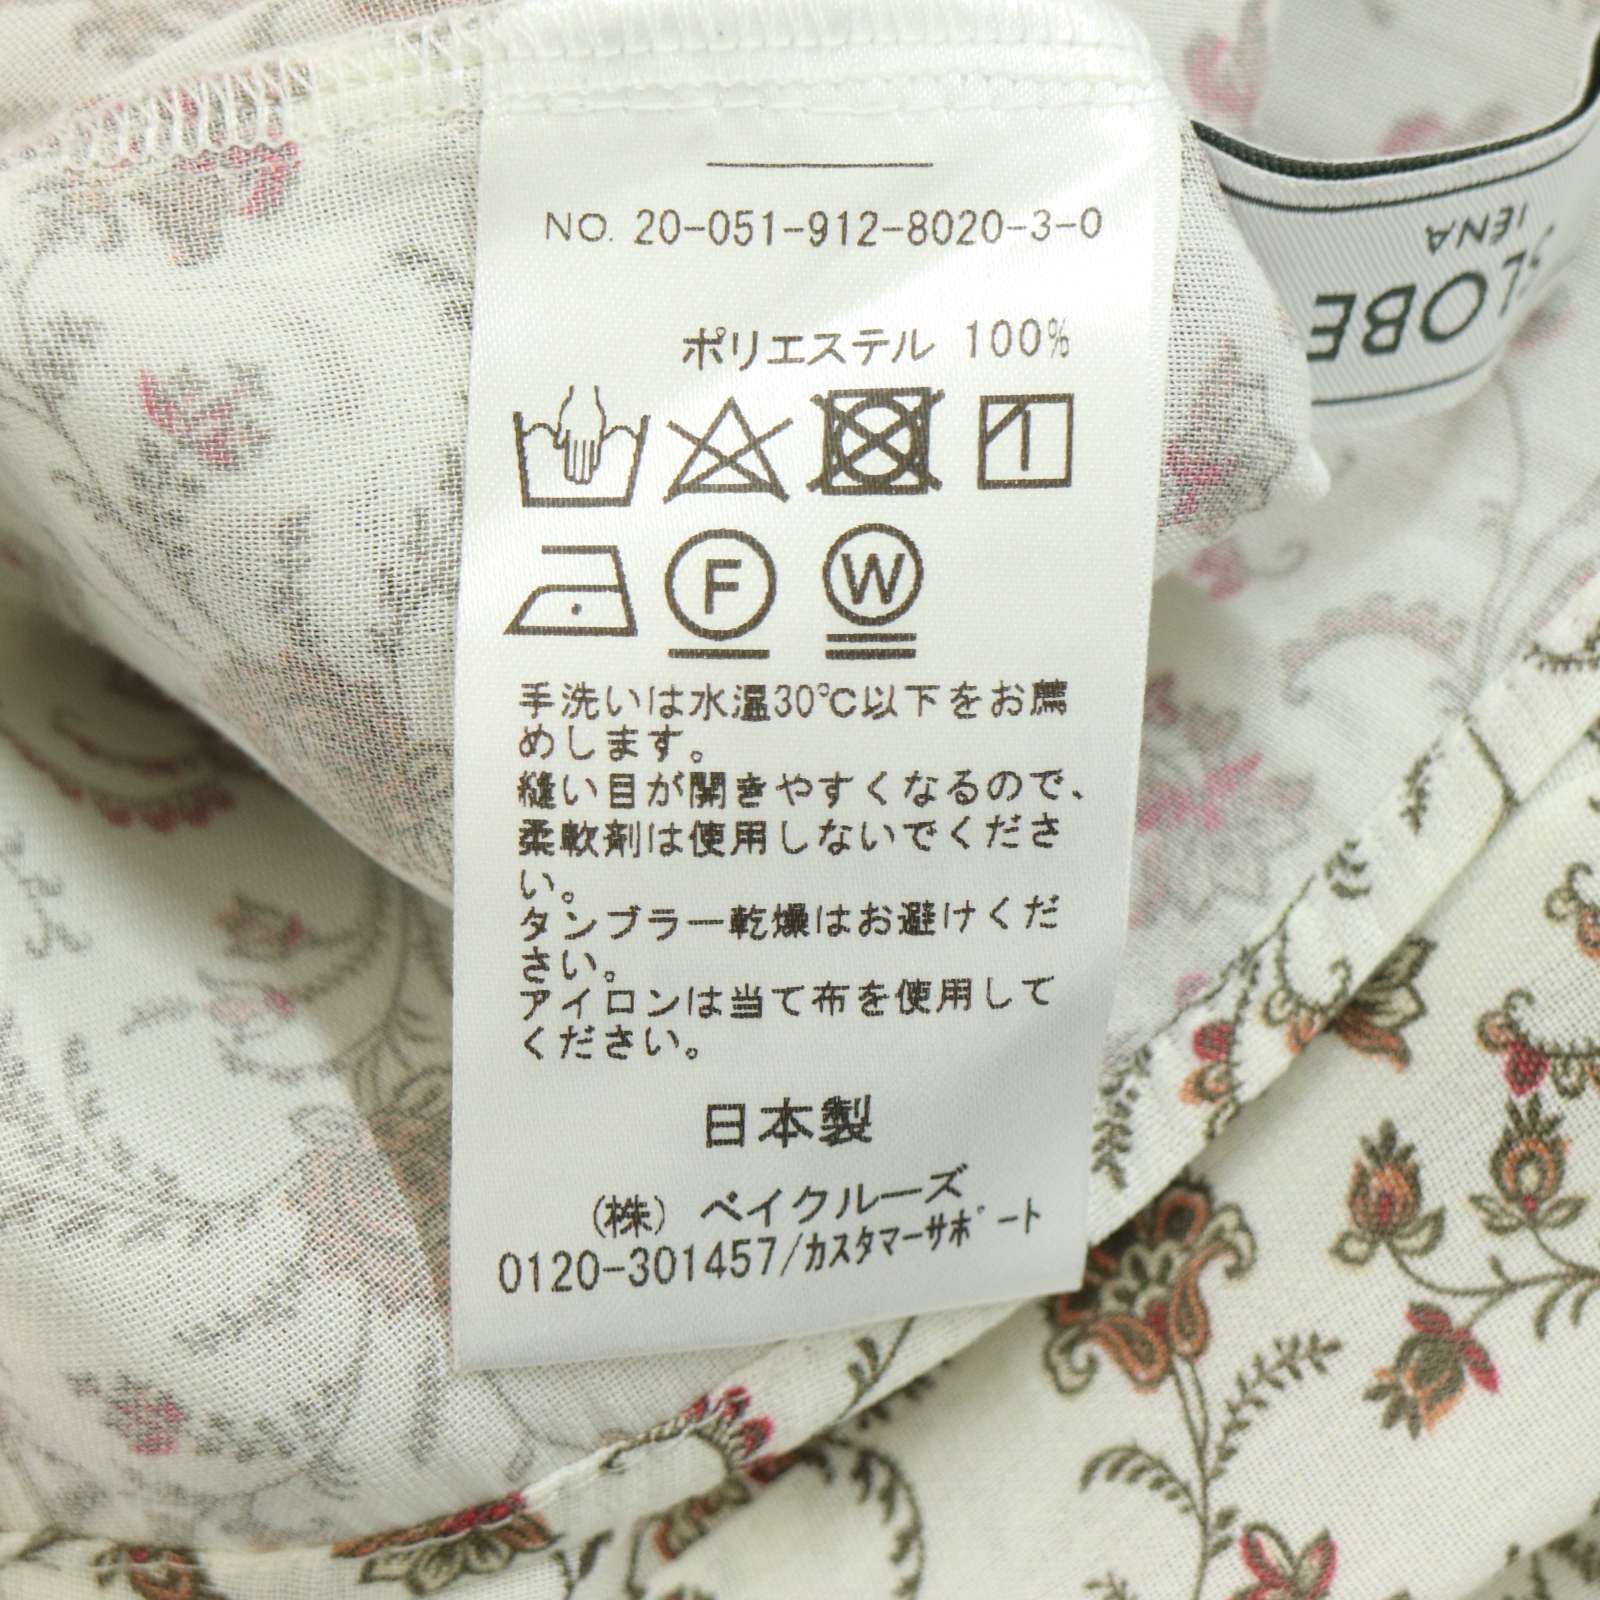 NO. 20-051-912-8020-3-0
ポリエステル 100%
F
W
手洗いは水温30℃以下をお薦
めします。
縫い目が開きやすくなるので、
柔軟剤は使用しないでくださ
い。
タンブラー乾燥はお避けくだ
さい。
アイロンは当て布を使用して
ください。
日本製
(株) ベイクルーズ
0120-301457/カスタマーサポート
IENA